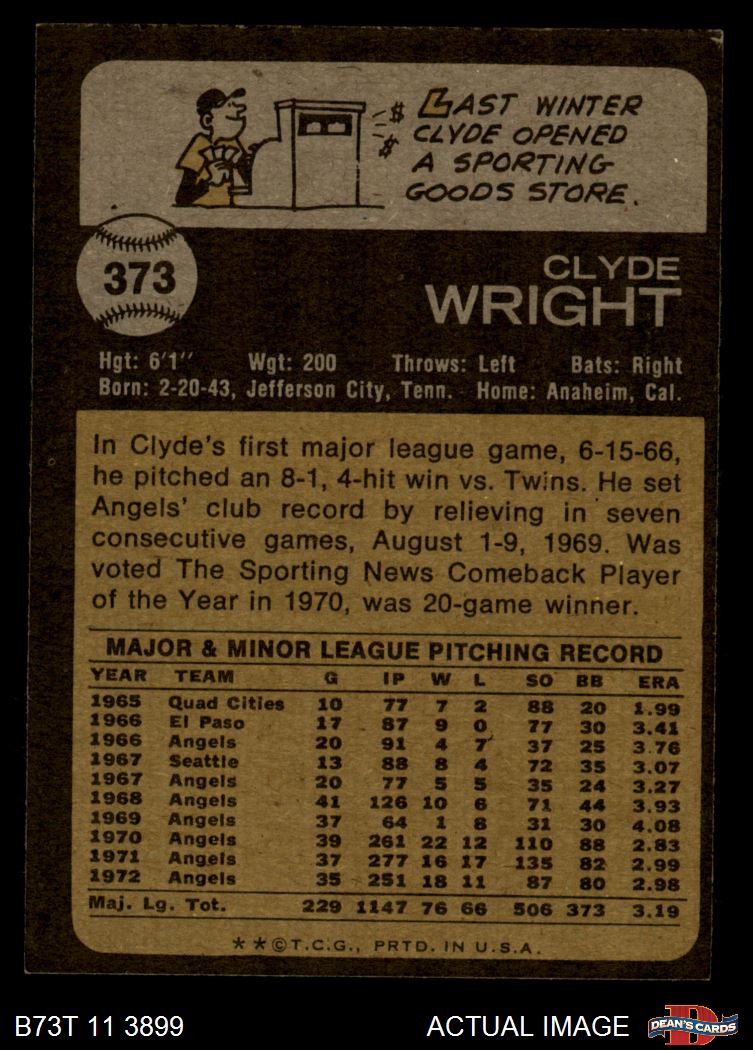 LAST WINTER
CLYDE OPENED
A SPORTING
GOODS STORE.
$
$
373
CLYDE
WRIGHT
Hgt: 6'1" Wgt: 200 Throws: Left Bats: Right
Born: 2-20-43, Jefferson City, Tenn. Home: Anaheim, Cal.
In Clyde's first major league game, 6-15-66,
he pitched an 8-1, 4-hit win vs. Twins. He set
Angels' club record by relieving in seven
consecutive games, August 1-9, 1969. Was
voted The Sporting News Comeback Player
of the Year in 1970, was 20-game winner.
MAJOR & MINOR LEAGUE PITCHING RECORD
YEAR TEAM G IP W L SO BB ERA
1965 Quad Cities 10 77 7 2 88 20 1.99
1966 El Paso 17 87 9 0 77 30 3.41
1966 Angels 20 91 4 7 37 25 3.76
1967 Seattle 13 88 8 4 72 35 3.07
1967 Angels 20 77 5 5 35 24 3.27
1968 Angels 41 126 10 6 71 44 3.93
1969 Angels 37 64 1 8 31 30 4.08
1970 Angels 39 261 22 12 110 88 2.83
1971 Angels 37 277 16 17 135 82 2.99
1972 Angels 35 251 18 11 87 80 2.98
Maj. Lg. Tot. 229 1147 76 66 506 373 3.19
* * © T.C.G., PRTD. IN U.S.A.
B73T 11 3899 ACTUAL IMAGE
D
DEAN'S CARDS